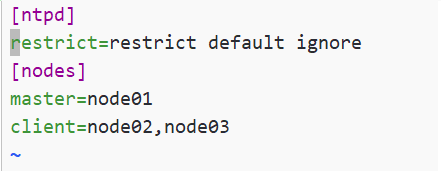 [ntpd]
restrict=restrict default ignore
[nodes]
master=node01
client=node02,node03
~